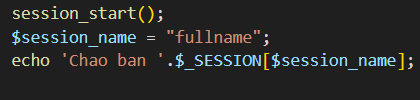 session_start();
$session_name = "fullname";
echo 'Chao ban '.$_SESSION[$session_name];